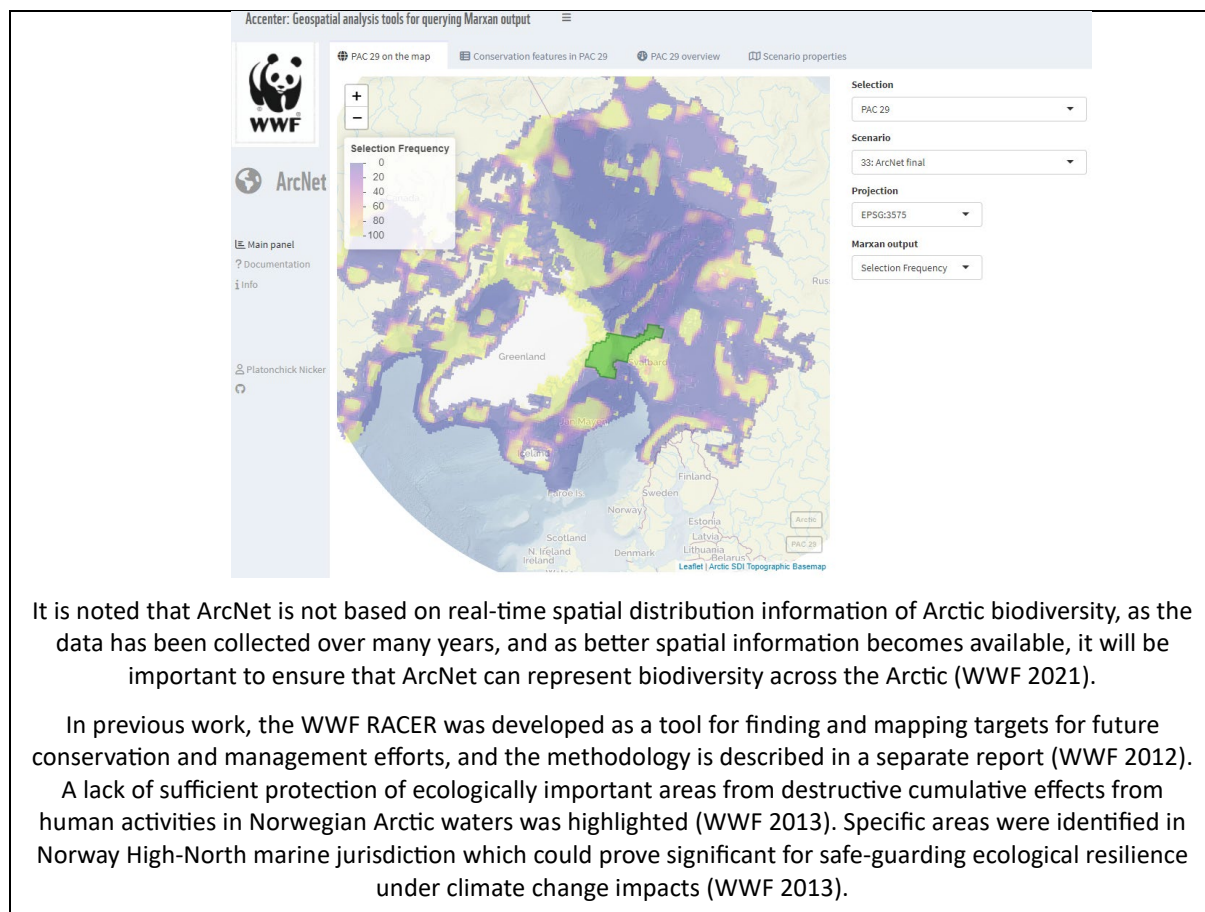 Accenter: Geospatial analysis tools for querying Marxan output
WWF
ArcNet
Main panel
? Documentation
i Info
Platonchick Nicker
PAC 29 on the map
Conservation features in PAC 29
PAC 29 overview
Scenario properties
+
−
Selection Frequency
0
20
40
60
80
100
Greenland
Iceland
Faroe Is.
Finland
Sweden
Norway
Estonia
Scotland
Latvia
N. Ireland
Denmark
Lithuania
Ireland
Belarus
Rus
Arctic
PAC 29
Leaflet | Arctic SDI Topographic Basemap
Selection
PAC 29
Scenario
33: ArcNet final
Projection
EPSG:3575
Marxan output
Selection Frequency
It is noted that ArcNet is not based on real-time spatial distribution information of Arctic biodiversity, as the
data has been collected over many years, and as better spatial information becomes available, it will be
important to ensure that ArcNet can represent biodiversity across the Arctic (WWF 2021).
In previous work, the WWF RACER was developed as a tool for finding and mapping targets for future
conservation and management efforts, and the methodology is described in a separate report (WWF 2012).
A lack of sufficient protection of ecologically important areas from destructive cumulative effects from
human activities in Norwegian Arctic waters was highlighted (WWF 2013). Specific areas were identified in
Norway High-North marine jurisdiction which could prove significant for safe-guarding ecological resilience
under climate change impacts (WWF 2013).